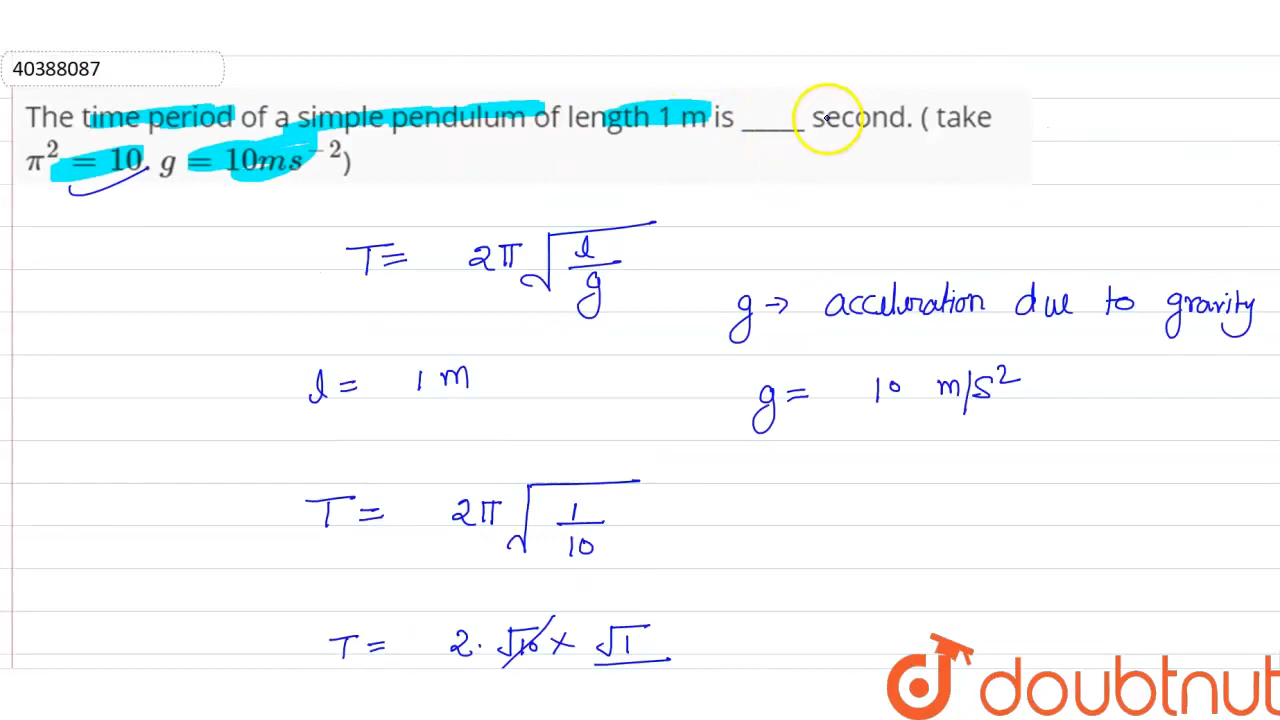 40388087
The time period of a simple pendulum of length 1 m is _____ second. ( take
π² = 10. g = 10ms⁻²)
T = 2π √(l/g)
g → accleration due to gravity
l = 1 m
g = 10 m/s²
T = 2π √(1/10)
T = 2. √10 × √1
doubtnut